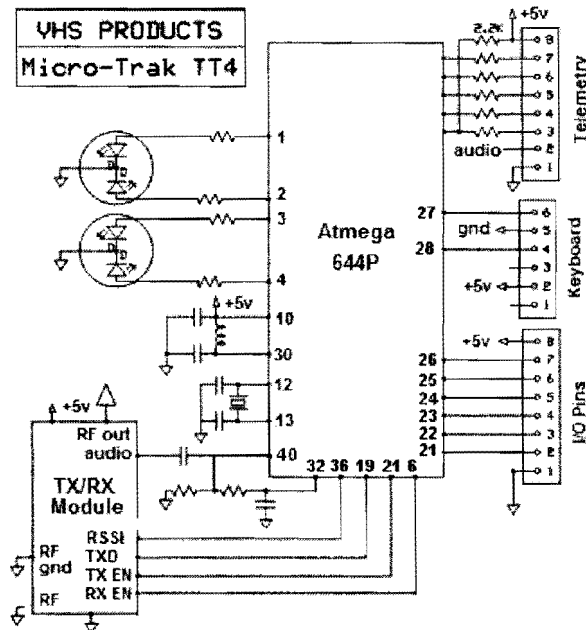 VHS PRODUCTS
Micro-Trak TT4
2.2K
+5v
8
7
6
5
4
3
2
1
audio
Telemetry
1
2
3
4
10
30
12
13
40
+5v
Atmega
644P
27
28
gnd
+5v
6
5
4
3
2
1
Keyboard
+5v
26
25
24
23
22
21
8
7
6
5
4
3
2
1
I/O Pins
32 36 19 21 6
+5v
RF out
audio
TX/RX
Module
RSSI
TXD
TX EN
RX EN
RF
gnd
RF